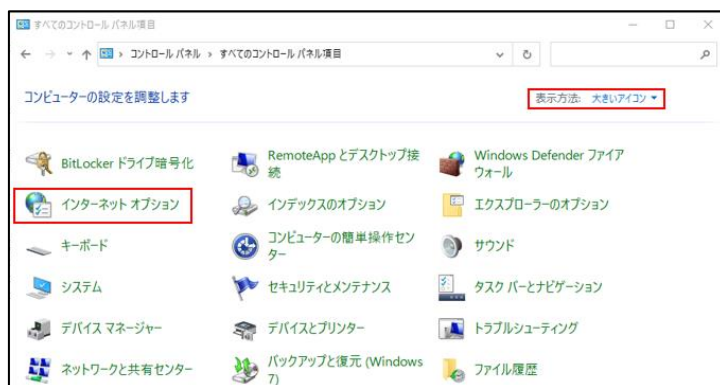 すべてのコントロール パネル項目
コントロール パネル › すべてのコントロール パネル項目
コンピューターの設定を調整します
表示方法: 大きいアイコン
BitLocker ドライブ暗号化
RemoteApp とデスクトップ接
続
Windows Defender ファイア
ウォール
インターネット オプション
インデックスのオプション
エクスプローラーのオプション
キーボード
コンピューターの簡単操作セン
ター
サウンド
システム
セキュリティとメンテナンス
タスク バーとナビゲーション
デバイス マネージャー
デバイスとプリンター
トラブルシューティング
ネットワークと共有センター
バックアップと復元 (Windows
7)
ファイル履歴